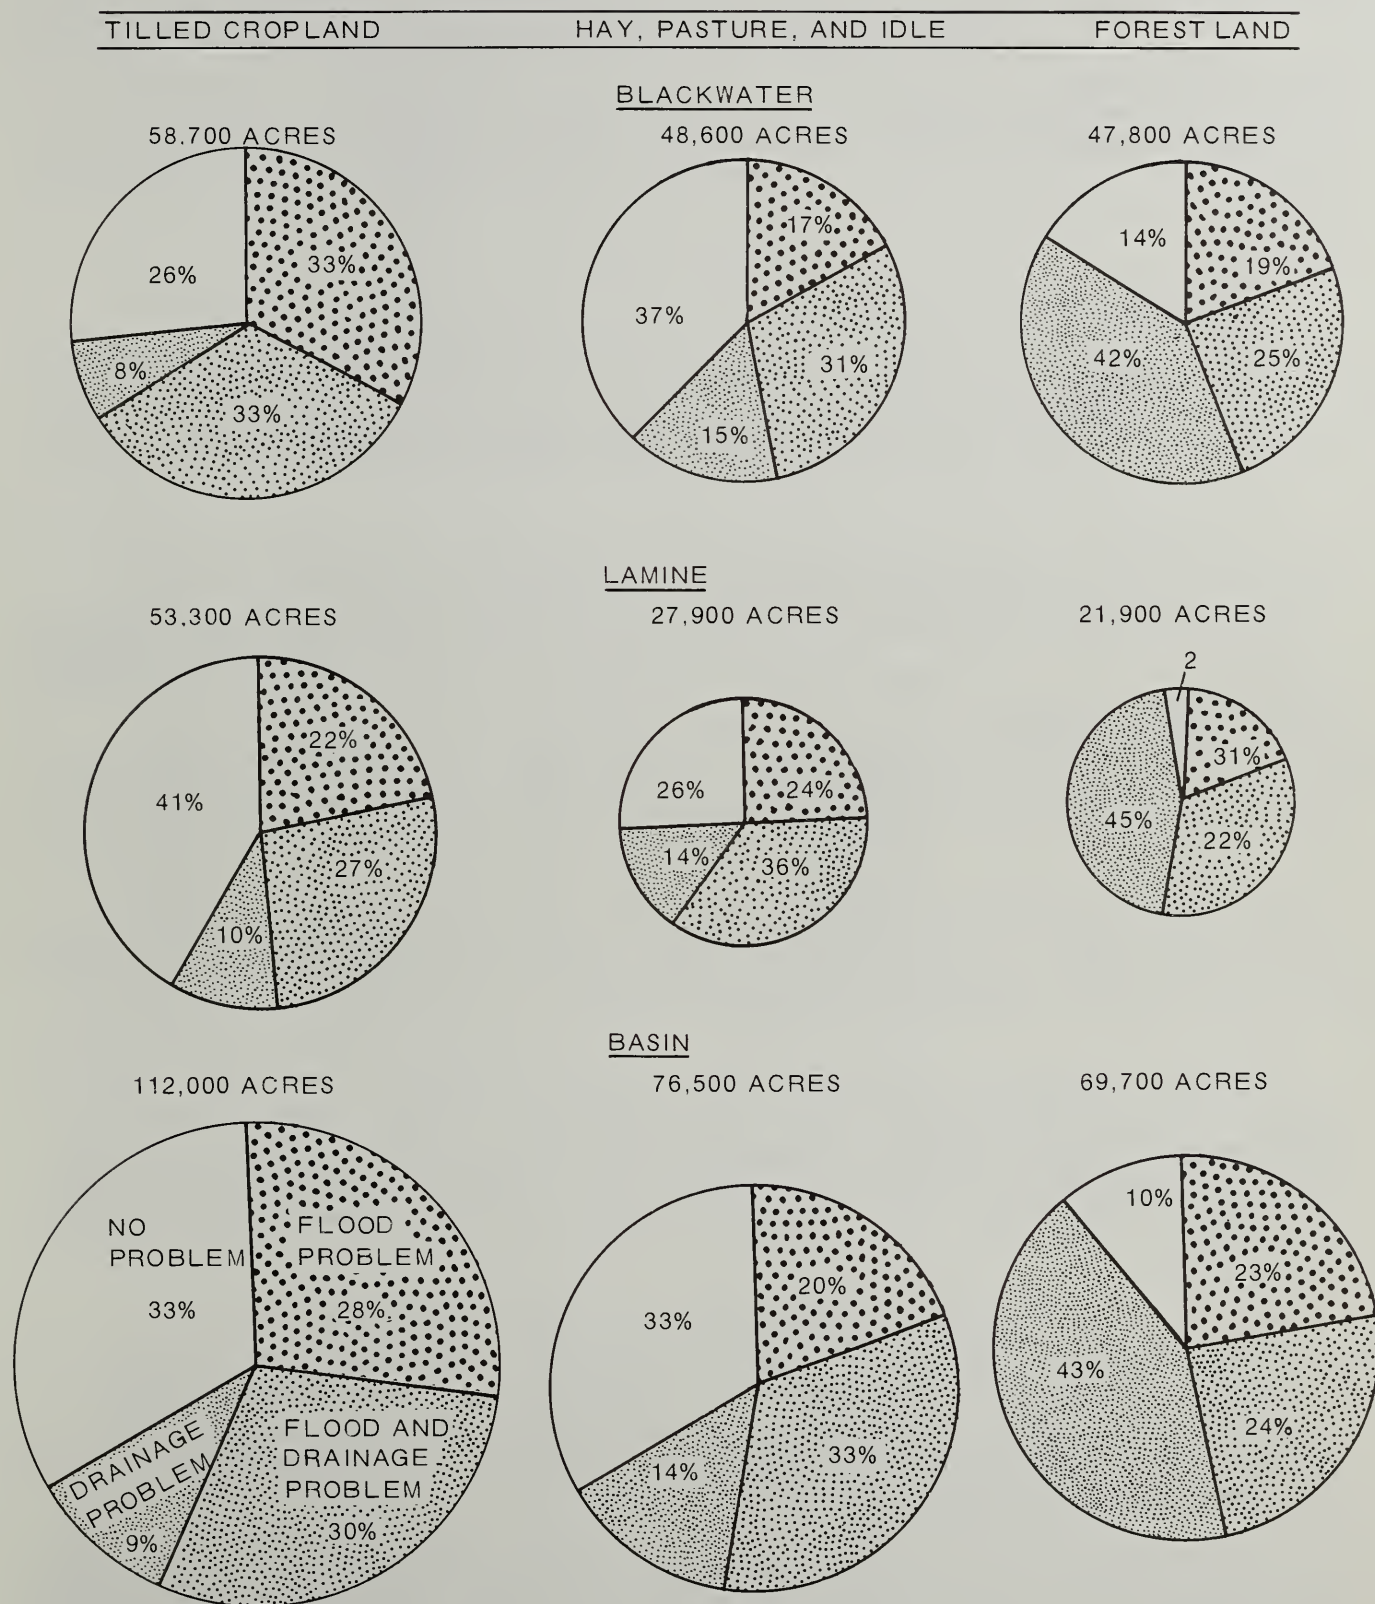 TILLED CROPLAND HAY, PASTURE, AND IDLE FOREST LAND
BLACKWATER
58,700 ACRES 48,600 ACRES 47,800 ACRES
33%
33%
8%
26%
17%
31%
15%
37%
19%
25%
42%
14%
LAMINE
53,300 ACRES 27,900 ACRES 21,900 ACRES
22%
27%
10%
41%
24%
36%
14%
26%
2
31%
22%
45%
BASIN
112,000 ACRES 76,500 ACRES 69,700 ACRES
NO
PROBLEM
33%
FLOOD
PROBLEM
28%
DRAINAGE
PROBLEM
9%
FLOOD AND
DRAINAGE
PROBLEM
30%
20%
33%
14%
33%
10%
23%
24%
43%